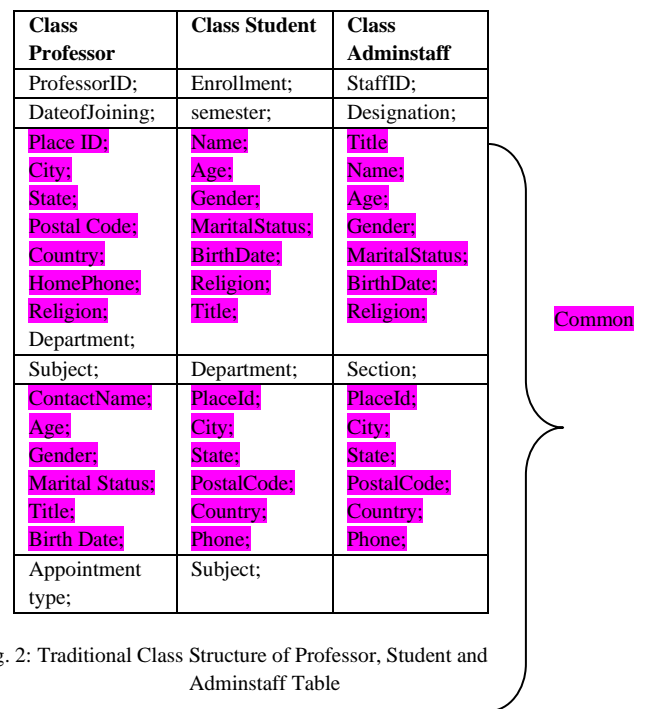 Class Professor
Class Student
Class Adminstaff
ProfessorID;
Enrollment;
StaffID;
DateofJoining;
semester;
Designation;
Place ID;
City;
State;
Postal Code;
Country;
HomePhone;
Religion;
Department;
Name;
Age;
Gender;
MaritalStatus;
BirthDate;
Religion;
Title;
Title
Name;
Age;
Gender;
MaritalStatus;
BirthDate;
Religion;
Subject;
Department;
Section;
ContactName;
Age;
Gender;
Marital Status;
Title;
Birth Date;
PlaceId;
City;
State;
PostalCode;
Country;
Phone;
PlaceId;
City;
State;
PostalCode;
Country;
Phone;
Appointment
type;
Subject;
Common
g. 2: Traditional Class Structure of Professor, Student and
Adminstaff Table